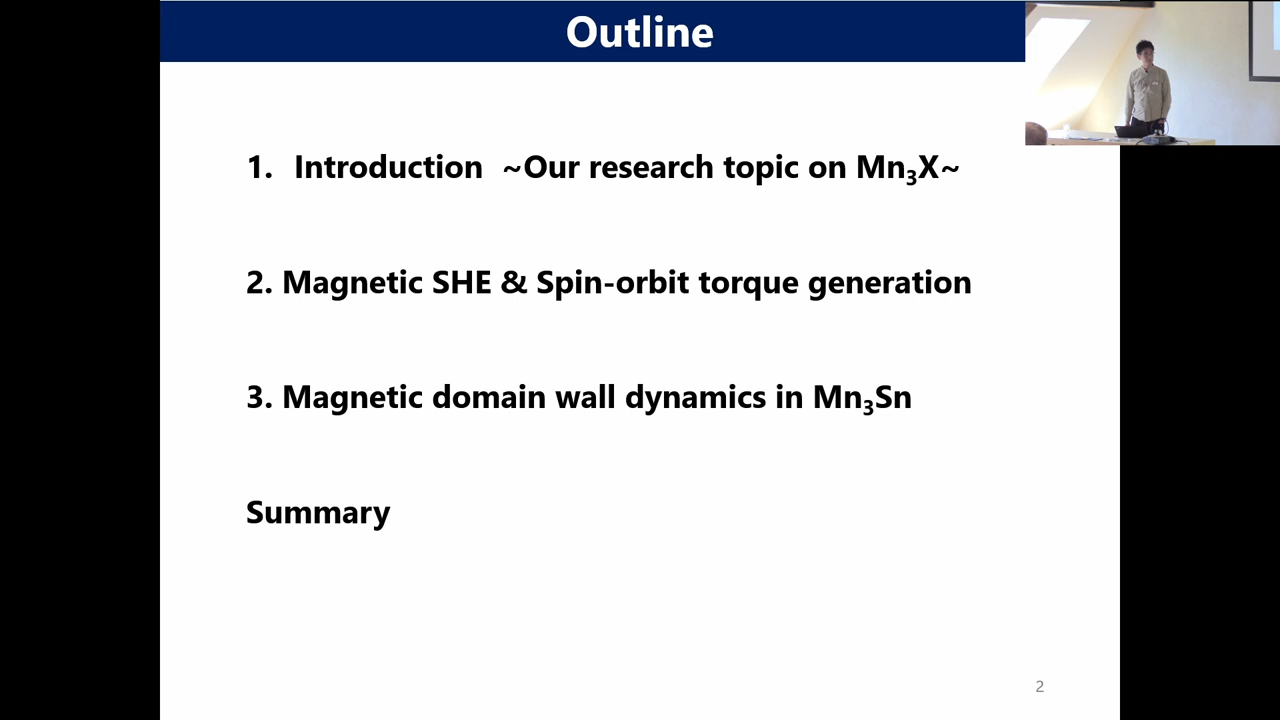 Outline
1. Introduction ~Our research topic on Mn₃X~
2. Magnetic SHE & Spin-orbit torque generation
3. Magnetic domain wall dynamics in Mn₃Sn
Summary
2